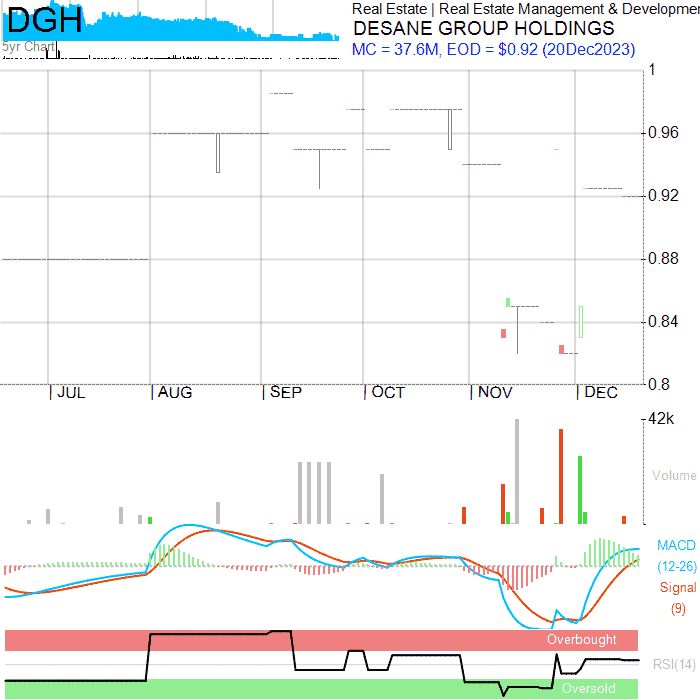 DGH
5yr Chart
Real Estate | Real Estate Management & Developmen
DESANE GROUP HOLDINGS
MC = 37.6M, EOD = $0.92 (20Dec2023)
1
0.96
0.92
0.88
0.84
0.8
JUL AUG SEP OCT NOV DEC
42k
Volume
MACD
(12-26)
Signal
(9)
Overbought
RSI(14)
Oversold